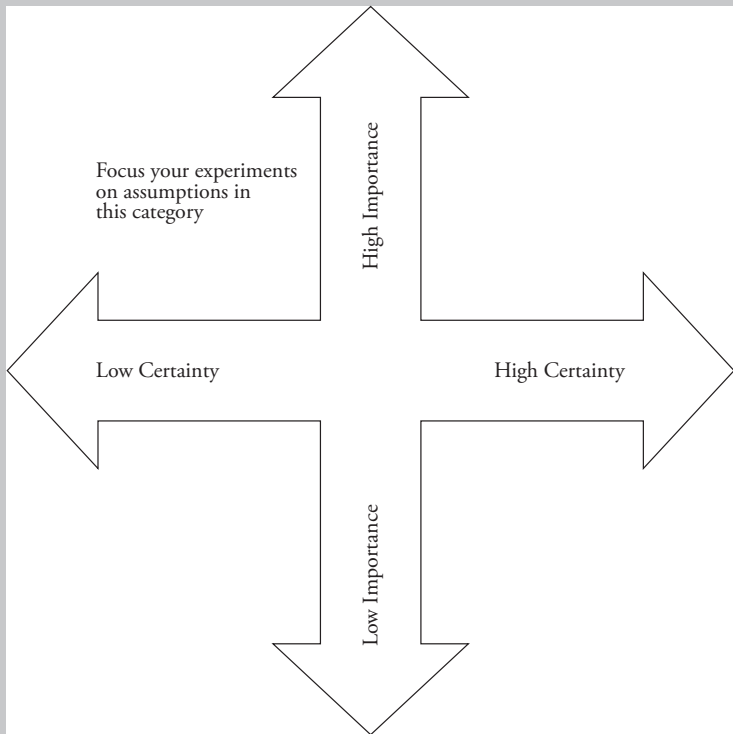 High Importance
Focus your experiments
on assumptions in
this category
Low Certainty
High Certainty
Low Importance